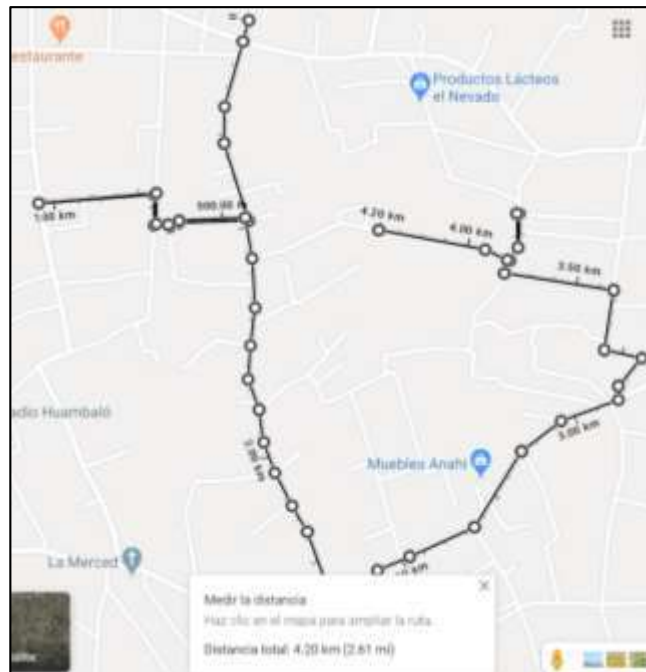 estaurante
Productos Lácteos
el Nevado
1.00 km
500.00 m
4.20 km
4.00 km
3.50 km
adio Huambaló
2.00 km
3.00 km
Muebles Anahi
La Merced
Medir la distancia
Haz clic en el mapa para ampliar la ruta.
Distancia total: 4.20 km (2.61 mi)